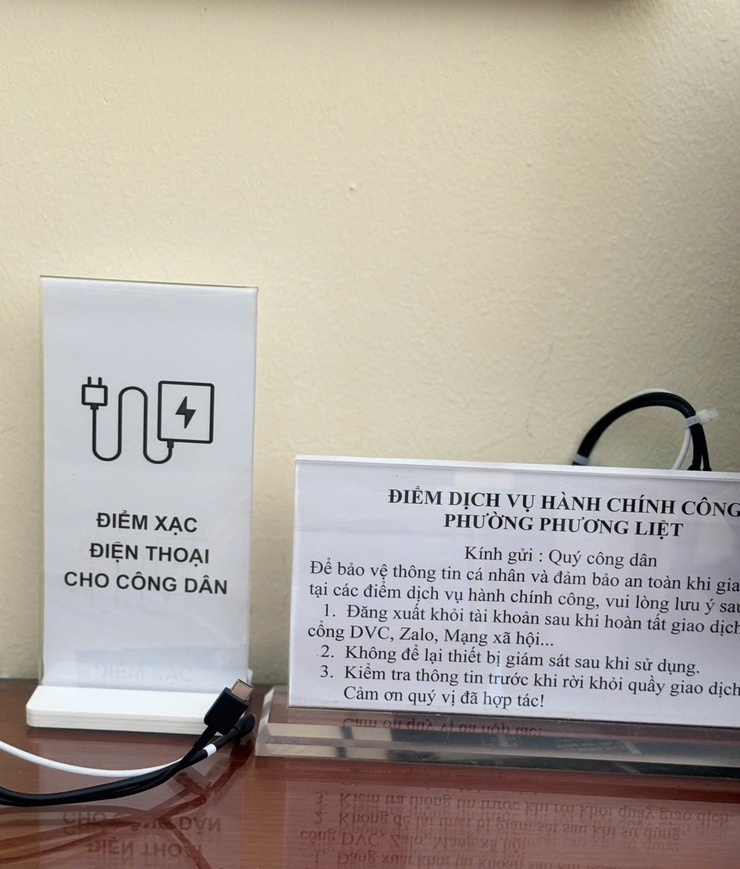 ĐIỂM XẠC
ĐIỆN THOẠI
CHO CÔNG DÂN
ĐIỂM DỊCH VỤ HÀNH CHÍNH CÔNG
PHƯỜNG PHƯƠNG LIỆT
Kính gửi : Quý công dân
Để bảo vệ thông tin cá nhân và đảm bảo an toàn khi
tại các điểm dịch vụ hành chính công, vui lòng lưu ý
1. Đăng xuất khỏi tài khoản sau khi hoàn tất giao dịch
cổng DVC, Zalo, Mạng xã hội...
2. Không để lại thiết bị giám sát sau khi sử dụng.
3. Kiểm tra thông tin trước khi rời khỏi quầy giao dịch
Cảm ơn quý vị đã hợp tác!